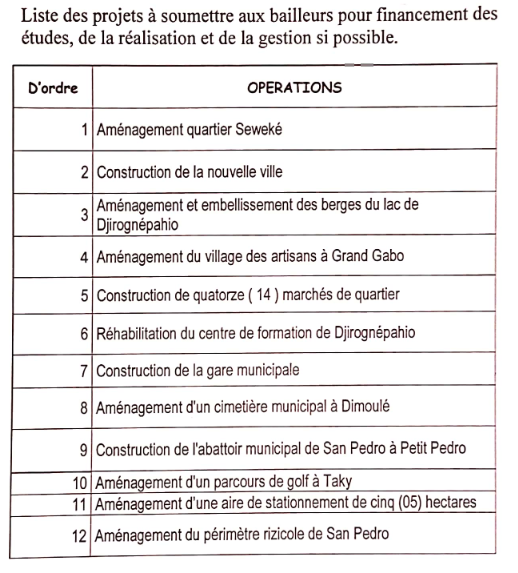 Liste des projets à soumettre aux bailleurs pour financement des
études, de la réalisation et de la gestion si possible.
D'ordre OPERATIONS
1 Aménagement quartier Seweké
2 Construction de la nouvelle ville
3 Aménagement et embellissement des berges du lac de
Djirognépahio
4 Aménagement du village des artisans à Grand Gabo
5 Construction de quatorze ( 14 ) marchés de quartier
6 Réhabilitation du centre de formation de Djirognépahio
7 Construction de la gare municipale
8 Aménagement d'un cimetière municipal à Dimoulé
9 Construction de l'abattoir municipal de San Pedro à Petit Pedro
10 Aménagement d'un parcours de golf à Taky
11 Aménagement d'une aire de stationnement de cinq (05) hectares
12 Aménagement du périmètre rizicole de San Pedro